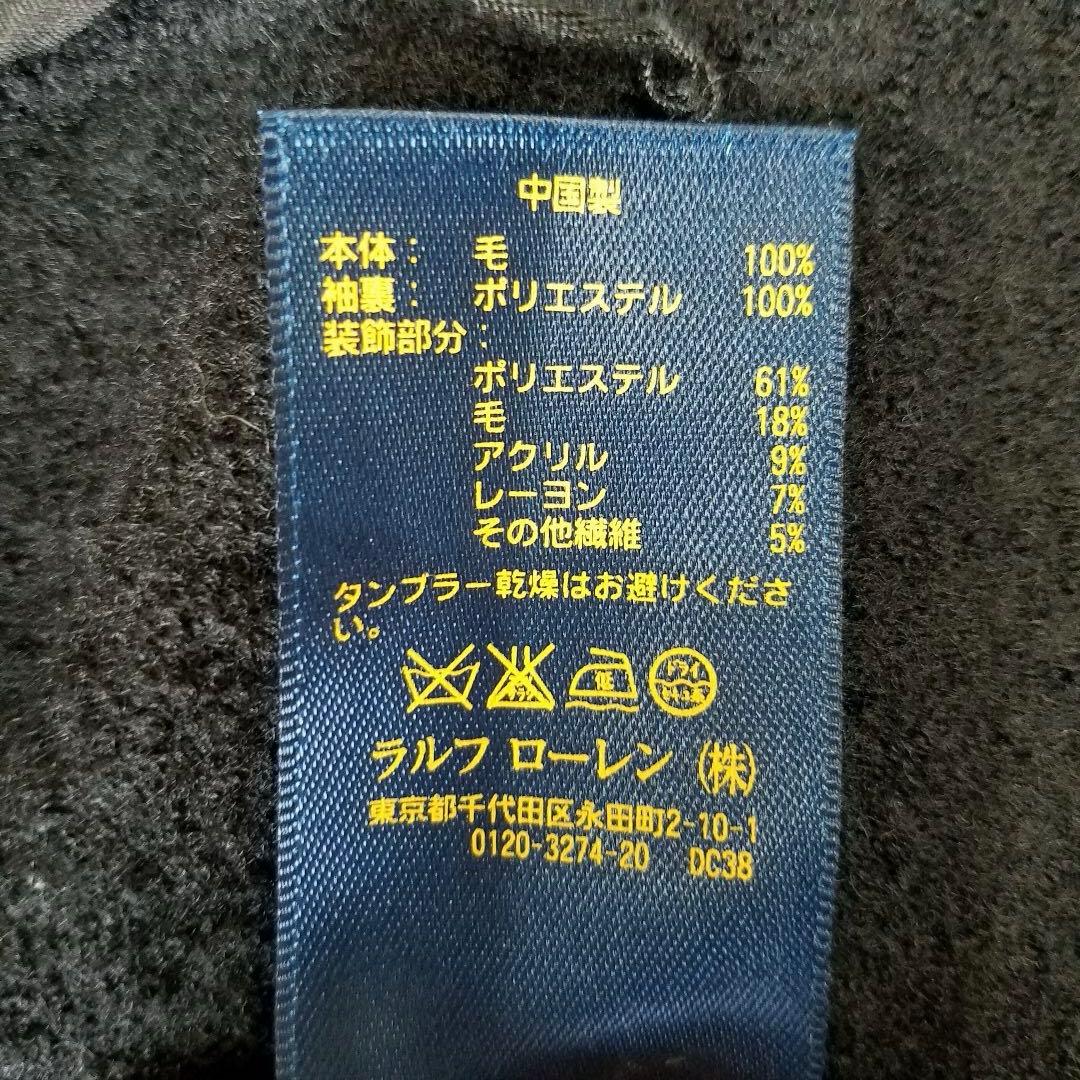 中国製
本体： 毛 100%
袖裏： ポリエステル 100%
装飾部分：
ポリエステル 61%
毛 18%
アクリル 9%
レーヨン 7%
その他繊維 5%
タンブラー乾燥はお避けくださ
い。
低 ドライ
ラルフ ローレン（株）
東京都千代田区永田町2-10-1
0120-3274-20 DC38